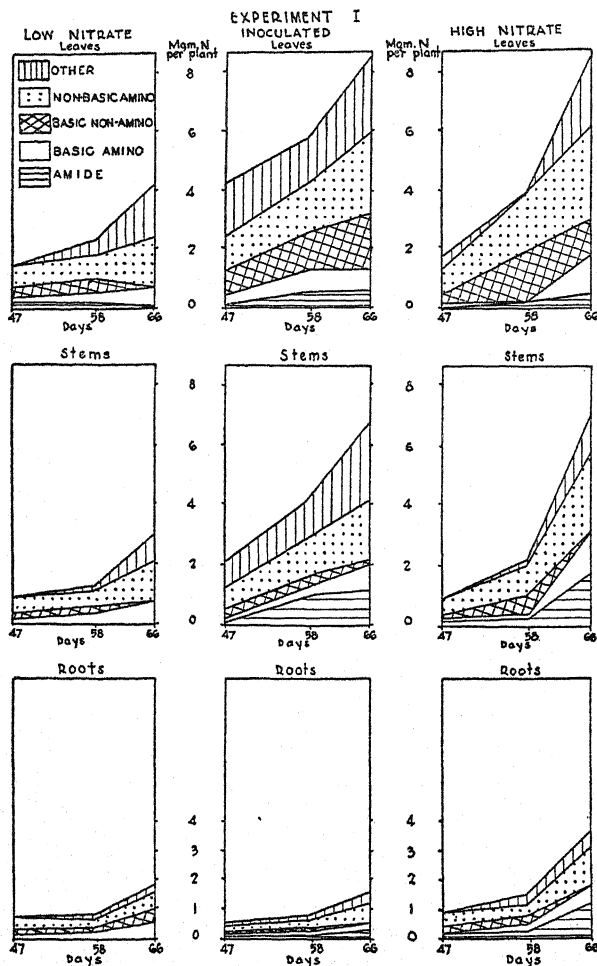 EXPERIMENT I
LOW NITRATE
Leaves
INOCULATED
Leaves
HIGH NITRATE
Leaves
Mgm. N
per plant
Mgm. N
per plant
OTHER
NON-BASIC AMINO
BASIC NON-AMINO
BASIC AMINO
AMIDE
8
6
4
2
0
8
6
4
2
0
47 58 66
Days
47 58 66
Days
47 58 66
Days
Stems
Stems
Stems
8
6
4
2
0
8
6
4
2
0
47 58 66
Days
47 58 66
Days
47 58 66
Days
Roots
Roots
Roots
4
3
2
1
0
4
3
2
1
0
47 58 66
Days
47 58 66
Days
47 58 66
Days